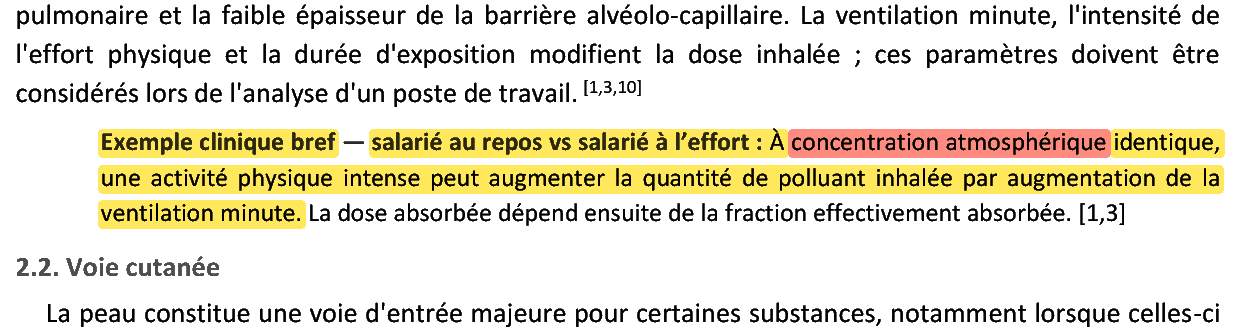 pulmonaire et la faible épaisseur de la barrière alvéolo-capillaire. La ventilation minute, l'intensité de
l'effort physique et la durée d'exposition modifient la dose inhalée ; ces paramètres doivent être
considérés lors de l'analyse d'un poste de travail. [1,3,10]
Exemple clinique bref — salarié au repos vs salarié à l’effort : À concentration atmosphérique identique,
une activité physique intense peut augmenter la quantité de polluant inhalée par augmentation de la
ventilation minute. La dose absorbée dépend ensuite de la fraction effectivement absorbée. [1,3]
2.2. Voie cutanée
La peau constitue une voie d'entrée majeure pour certaines substances, notamment lorsque celles-ci